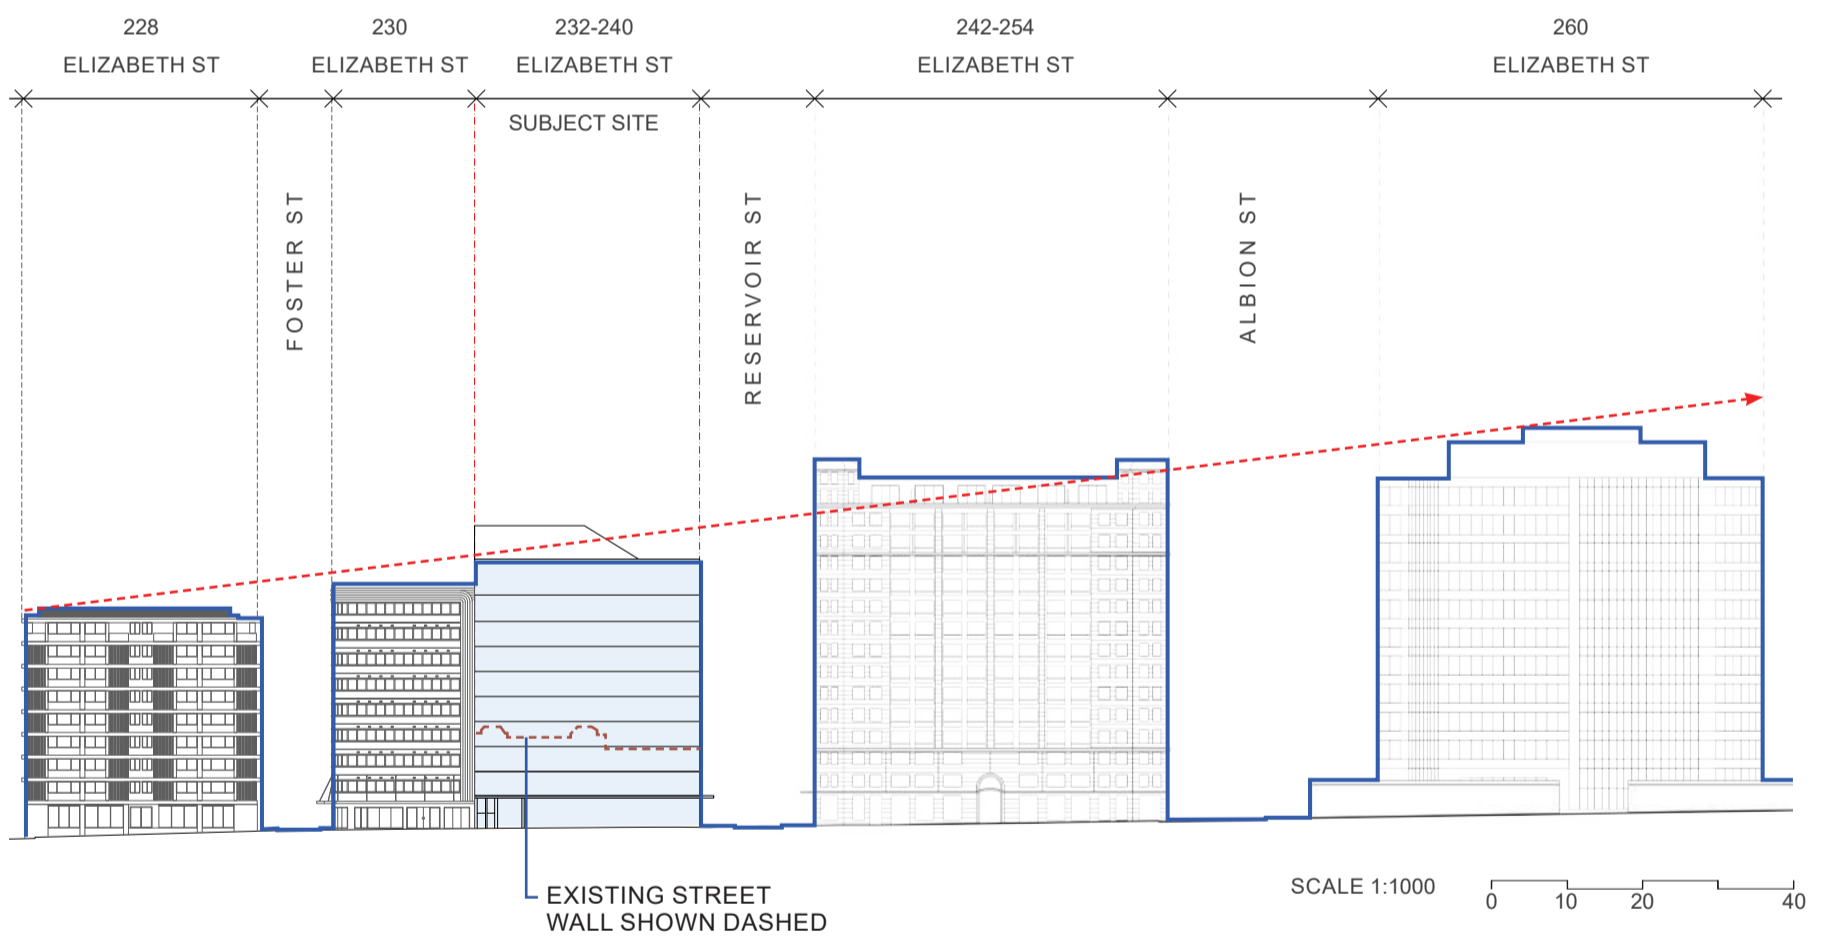 228
ELIZABETH ST
230
ELIZABETH ST
232-240
ELIZABETH ST
242-254
ELIZABETH ST
260
ELIZABETH ST
SUBJECT SITE
FOSTER ST
RESERVOIR ST
ALBION ST
EXISTING STREET
WALL SHOWN DASHED
SCALE 1:1000
0 10 20 40